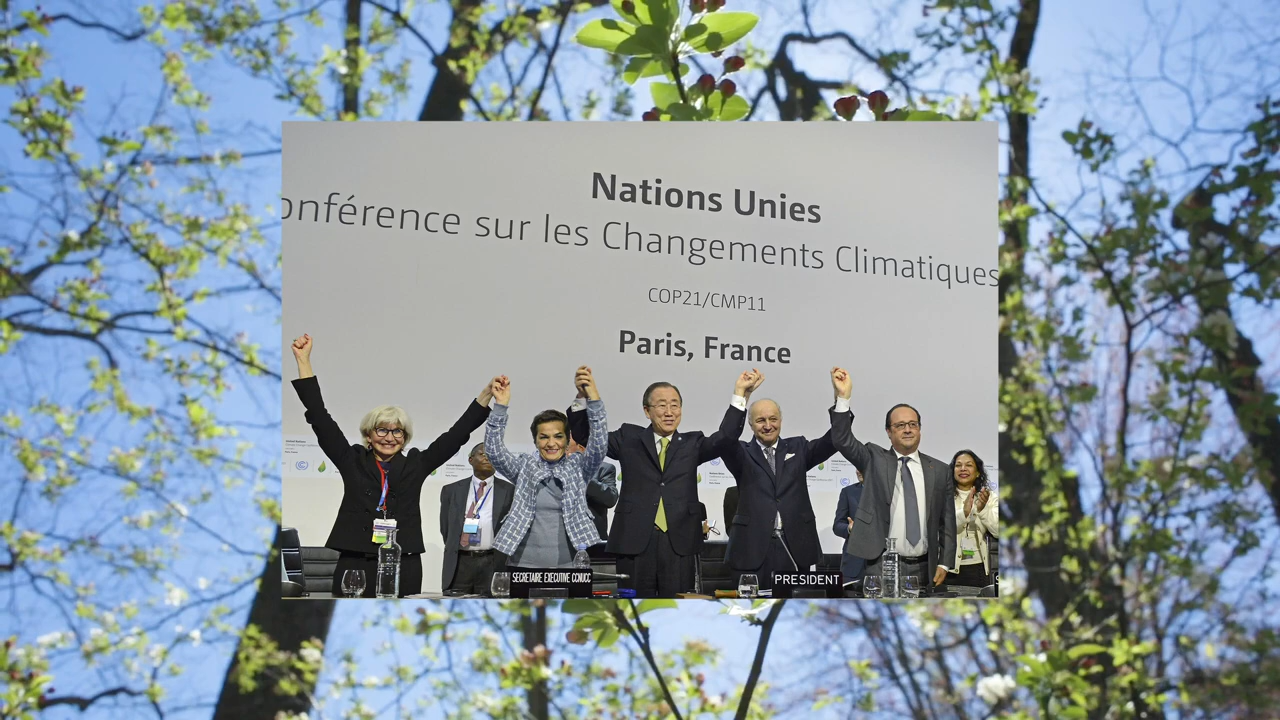 Nations Unies
onférence sur les Changements Climatiques
COP21/CMP11
Paris, France
SECRETAIRE EXECUTIVE CCNUCC
PRESIDENT